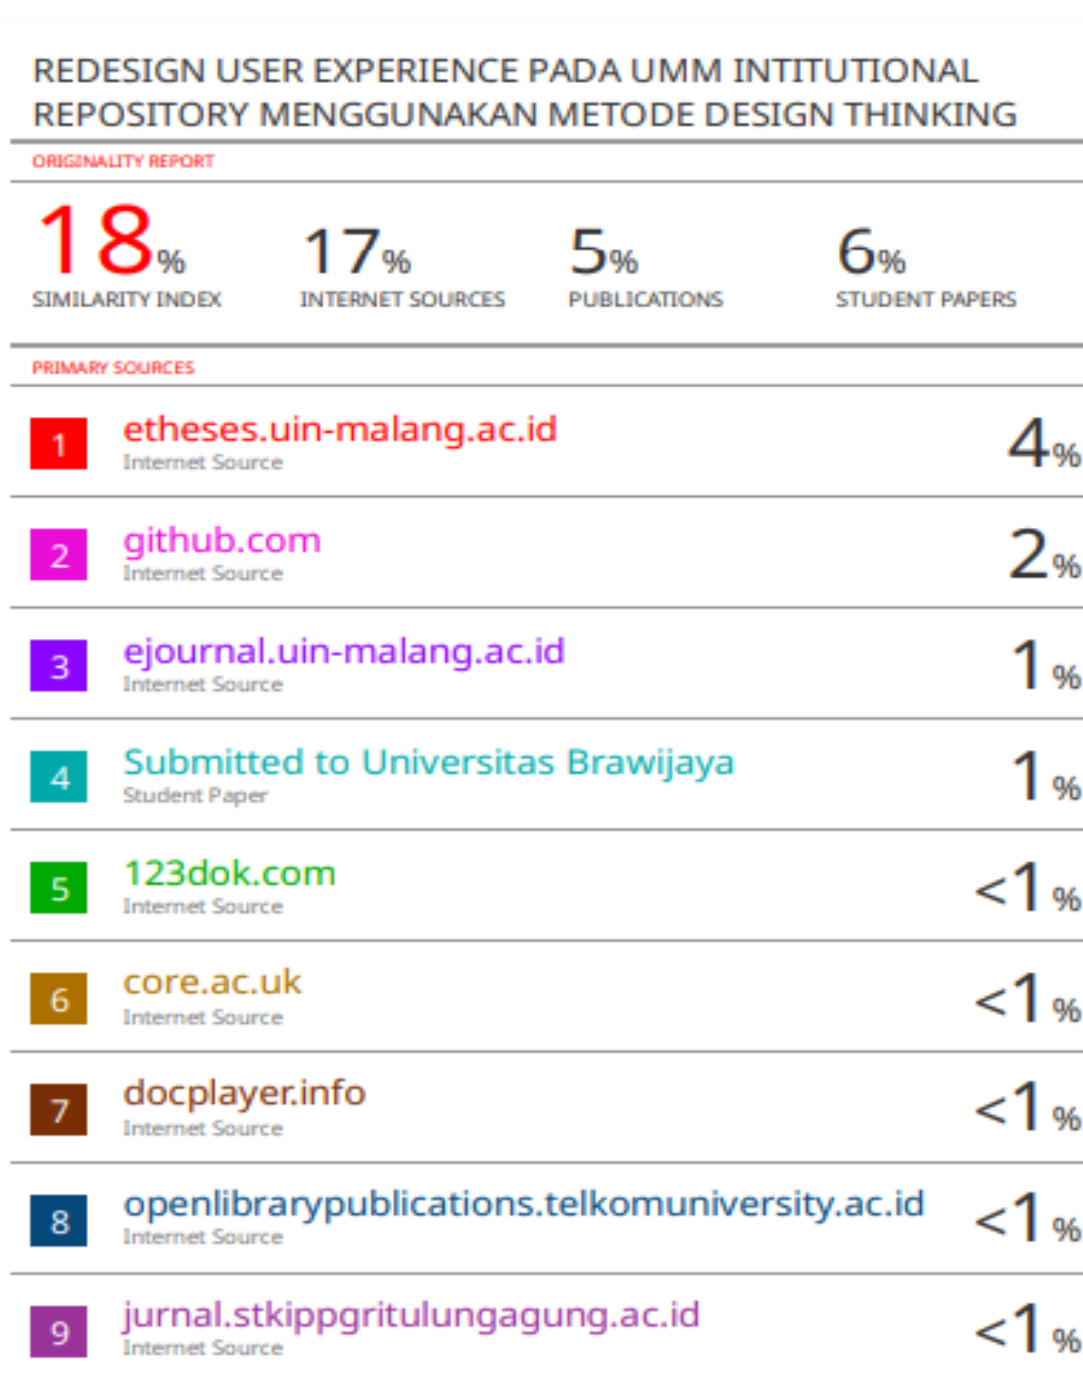 REDESIGN USER EXPERIENCE PADA UMM INTITUTIONAL
REPOSITORY MENGGUNAKAN METODE DESIGN THINKING
ORIGINALITY REPORT
18% 17% 5% 6%
SIMILARITY INDEX INTERNET SOURCES PUBLICATIONS STUDENT PAPERS
PRIMARY SOURCES
1 etheses.uin-malang.ac.id 4%
Internet Source
2 github.com 2%
Internet Source
3 ejournal.uin-malang.ac.id 1%
Internet Source
4 Submitted to Universitas Brawijaya 1%
Student Paper
5 123dok.com <1%
Internet Source
6 core.ac.uk <1%
Internet Source
7 docplayer.info <1%
Internet Source
8 openlibrarypublications.telkomuniversity.ac.id <1%
Internet Source
9 jurnal.stkippgritulungagung.ac.id <1%
Internet Source